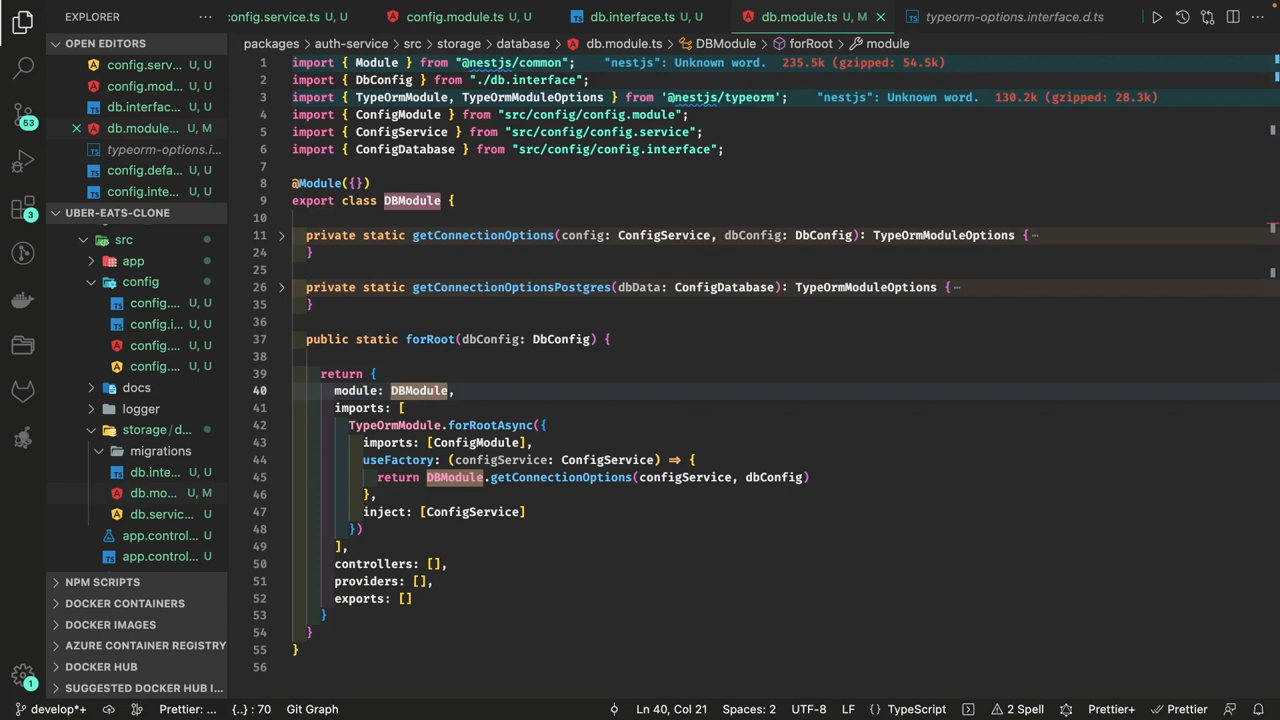 EXPLORER
OPEN EDITORS
config.serv... U, U
config.mod... U, U
db.interfac... U, U
db.module... U, M
typeorm-options.i...
config.defa... U, U
config.inte... U, U
UBER-EATS-CLONE
src
app
config
config.... U, U
config.i... U, U
config.... U, U
config.... U, U
docs
logger
storage/d...
migrations
db.inte... U, U
db.mo... U, M
db.servic... U
app.control... U
app.control... U
NPM SCRIPTS
DOCKER CONTAINERS
DOCKER IMAGES
AZURE CONTAINER REGISTRY
DOCKER HUB
SUGGESTED DOCKER HUB I...
53
3
1
config.service.ts U, U
config.module.ts U, U
db.interface.ts U, U
db.module.ts U, M
typeorm-options.interface.d.ts
packages > auth-service > src > storage > database > db.module.ts > DBModule > forRoot > module
1 import { Module } from "@nestjs/common"; "nestjs": Unknown word. 235.5k (gzipped: 54.5k)
2 import { DbConfig } from "./db.interface";
3 import { TypeOrmModule, TypeOrmModuleOptions } from '@nestjs/typeorm'; "nestjs": Unknown word. 130.2k (gzipped: 28.3k)
4 import { ConfigModule } from "src/config/config.module";
5 import { ConfigService } from "src/config/config.service";
6 import { ConfigDatabase } from "src/config/config.interface";
7
8 @Module({})
9 export class DBModule {
10
11 private static getConnectionOptions(config: ConfigService, dbConfig: DbConfig): TypeOrmModuleOptions {⋯
24 }
25
26 private static getConnectionOptionsPostgres(dbData: ConfigDatabase): TypeOrmModuleOptions {⋯
35 }
36
37 public static forRoot(dbConfig: DbConfig) {
38
39 return {
40 module: DBModule,
41 imports: [
42 TypeOrmModule.forRootAsync({
43 imports: [ConfigModule],
44 useFactory: (configService: ConfigService) => {
45 return DBModule.getConnectionOptions(configService, dbConfig)
46 },
47 inject: [ConfigService]
48 })
49 ],
50 controllers: [],
51 providers: [],
52 exports: []
53 }
54 }
55 }
56
develop*+ Prettier: ... {..} : 70 Git Graph Ln 40, Col 21 Spaces: 2 UTF-8 LF {} TypeScript 2 Spell Prettier+ Prettier